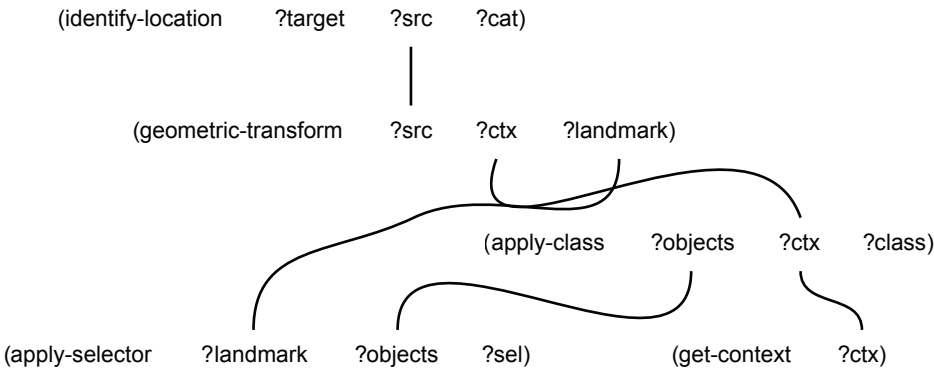 (identify-location ?target ?src ?cat)
(geometric-transform ?src ?ctx ?landmark)
(apply-class ?objects ?ctx ?class)
(apply-selector ?landmark ?objects ?sel) (get-context ?ctx)